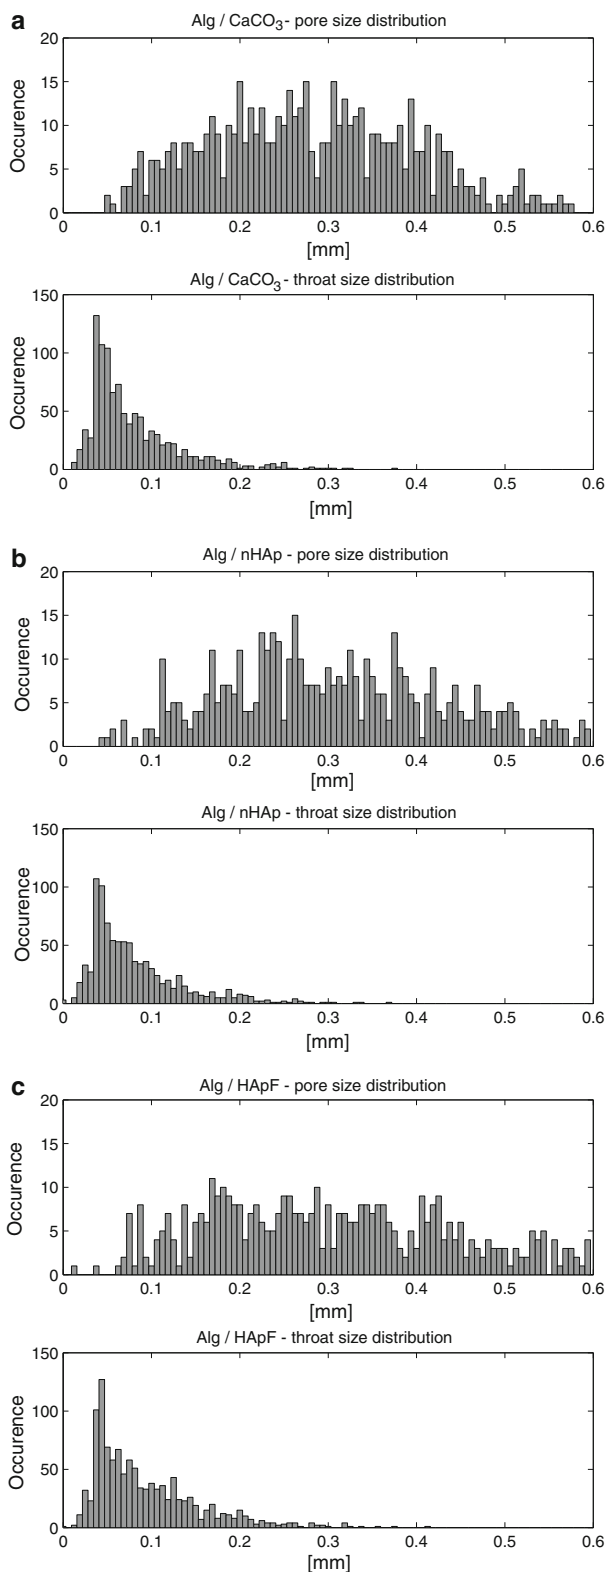 a
Alg / CaCO3- pore size distribution
20
15
10
5
0
Occurence
0 0.1 0.2 0.3 0.4 0.5 0.6
[mm]
Alg / CaCO3- throat size distribution
150
100
50
0
Occurence
0 0.1 0.2 0.3 0.4 0.5 0.6
[mm]
b
Alg / nHAp - pore size distribution
20
15
10
5
0
Occurence
0 0.1 0.2 0.3 0.4 0.5 0.6
[mm]
Alg / nHAp - throat size distribution
150
100
50
0
Occurence
0 0.1 0.2 0.3 0.4 0.5 0.6
[mm]
c
Alg / HApF - pore size distribution
20
15
10
5
0
Occurence
0 0.1 0.2 0.3 0.4 0.5 0.6
[mm]
Alg / HApF - throat size distribution
150
100
50
0
Occurence
0 0.1 0.2 0.3 0.4 0.5 0.6
[mm]